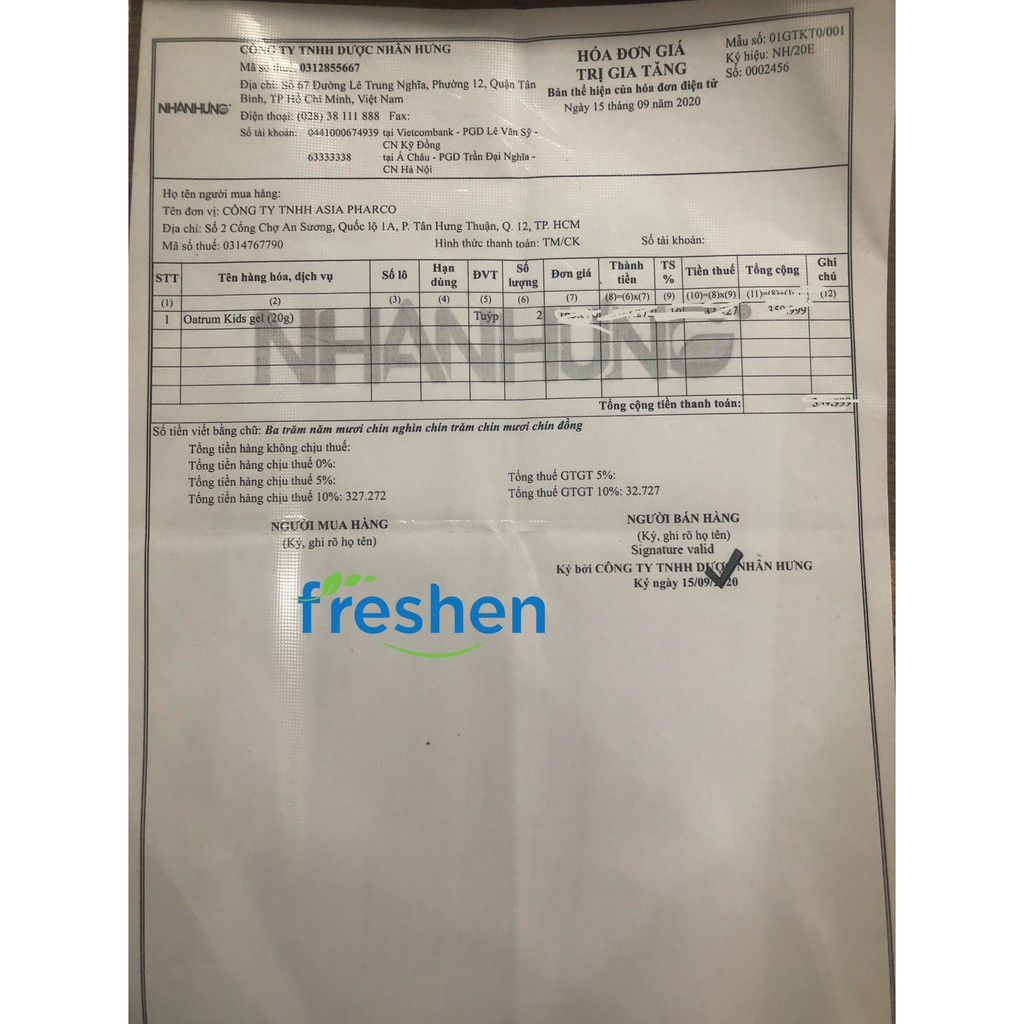 CÔNG TY TNHH DƯỢC NHÂN HƯNG
Mã số thuế: 0312855667
Địa chỉ: Số 67 Đường Lê Trung Nghĩa, Phường 12, Quận Tân
Bình, TP Hồ Chí Minh, Việt Nam
Điện thoại: (028) 38 111 888 Fax:
Số tài khoản: 0441000674939 tại Vietcombank - PGD Lê Văn Sỹ -
CN Kỳ Đồng
63333338 tại Á Châu - PGD Trần Đại Nghĩa -
CN Hà Nội
NHANHUNG
HÓA ĐƠN GIÁ
TRỊ GIA TĂNG
Bản thể hiện của hóa đơn điện tử
Ngày 15 tháng 09 năm 2020
Mẫu số: 01GTKT0/001
Ký hiệu: NH/20E
Số: 0002456
Họ tên người mua hàng:
Tên đơn vị: CÔNG TY TNHH ASIA PHARCO
Địa chỉ: Số 2 Cổng Chợ An Sương, Quốc lộ 1A, P. Tân Hưng Thuận, Q. 12, TP. HCM
Mã số thuế: 0314767790 Hình thức thanh toán: TM/CK Số tài khoản:
STT Tên hàng hóa, dịch vụ Số lô Hạn dùng ĐVT Số lượng Đơn giá Thành tiền TS % Tiền thuế Tổng cộng Ghi chú
(1) (2) (3) (4) (5) (6) (7) (8)=(6)x(7) (9) (10)=(8)x(9) (12)
1 Oatrum Kids gel (20g) Tuýp 2
NHANHUNG
Tổng cộng tiền thanh toán:
Số tiền viết bằng chữ: Ba trăm năm mươi chín nghìn chín trăm chín mươi chín đồng
Tổng tiền hàng không chịu thuế:
Tổng tiền hàng chịu thuế 0%:
Tổng tiền hàng chịu thuế 5%: Tổng thuế GTGT 5%:
Tổng tiền hàng chịu thuế 10%: 327.272 Tổng thuế GTGT 10%: 32.727
NGƯỜI MUA HÀNG
(Ký, ghi rõ họ tên)
NGƯỜI BÁN HÀNG
(Ký, ghi rõ họ tên)
Signature valid
Ký bởi CÔNG TY TNHH DƯỢC NHÂN HƯNG
Ký ngày 15/09/2020
freshen